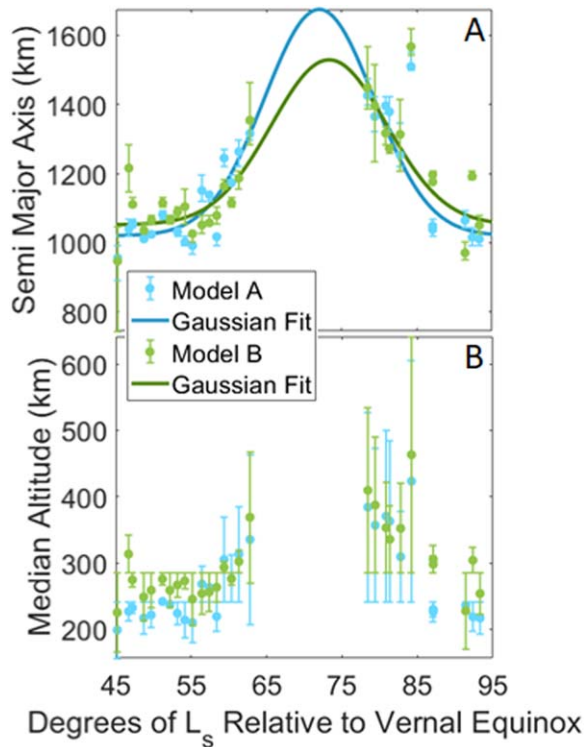 A
1600
1400
1200
1000
800
Semi Major Axis (km)
Model A
Gaussian Fit
Model B
Gaussian Fit
B
600
500
400
300
200
Median Altitude (km)
45 55 65 75 85 95
Degrees of Ls Relative to Vernal Equinox